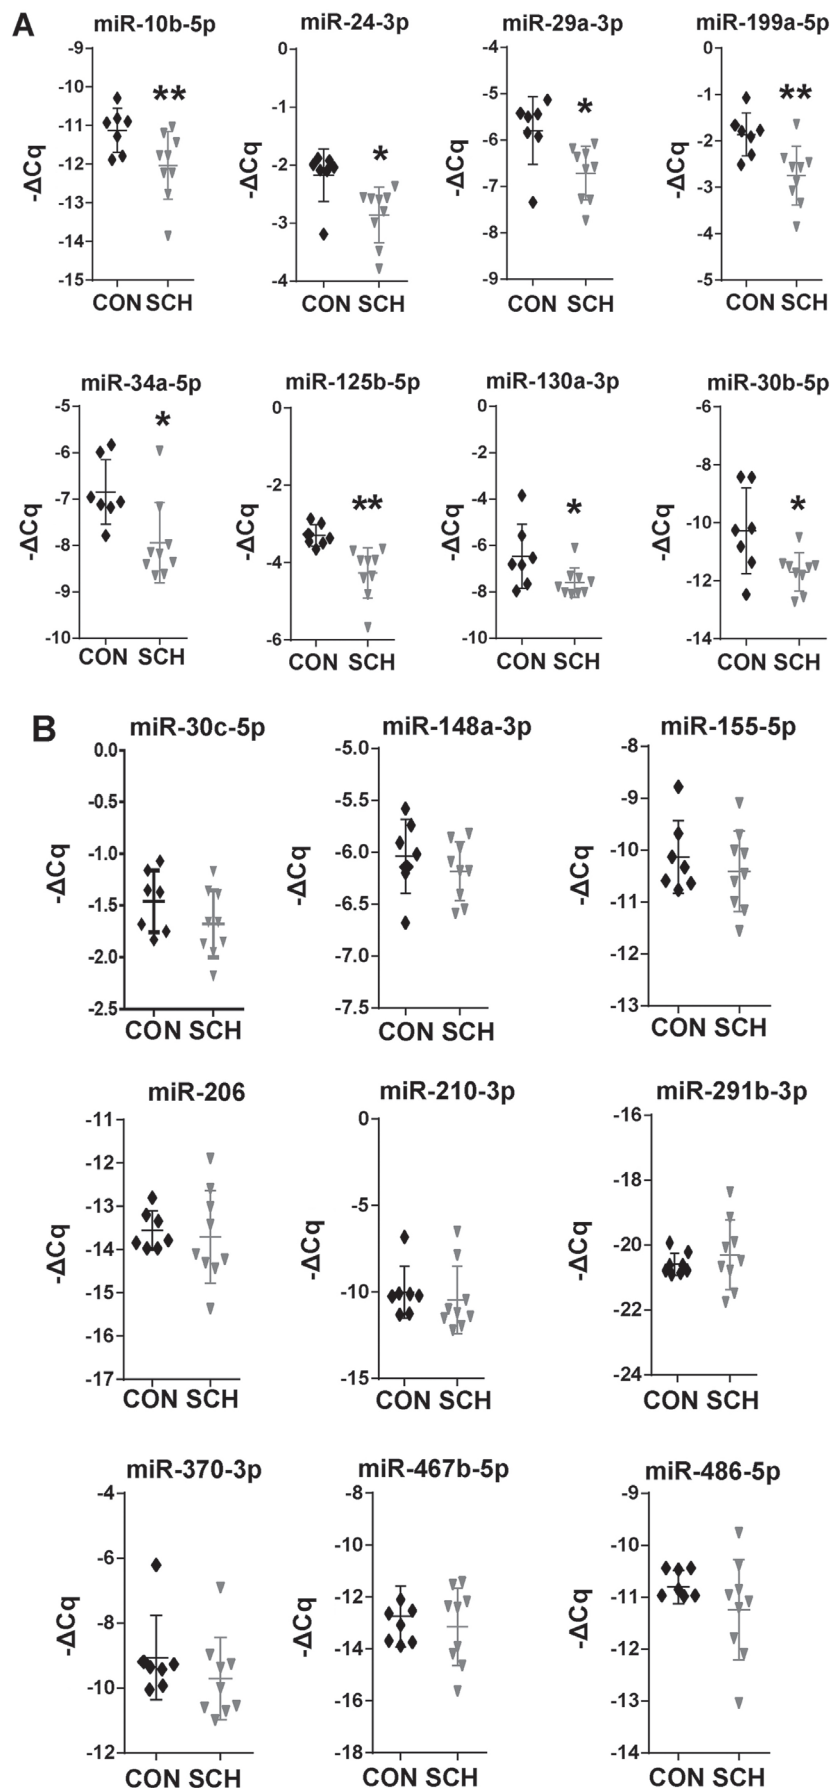 A
miR-10b-5p miR-24-3p miR-29a-3p miR-199a-5p
-ΔCq -9 -10 -11 -12 -13 -14 -15 ** CON SCH
-ΔCq 0 -1 -2 -3 -4 * CON SCH
-ΔCq -4 -5 -6 -7 -8 -9 * CON SCH
-ΔCq 0 -1 -2 -3 -4 -5 ** CON SCH
miR-34a-5p miR-125b-5p miR-130a-3p miR-30b-5p
-ΔCq -5 -6 -7 -8 -9 -10 * CON SCH
-ΔCq 0 -2 -4 -6 ** CON SCH
-ΔCq 0 -2 -4 -6 -8 -10 * CON SCH
-ΔCq -6 -8 -10 -12 -14 * CON SCH
B
miR-30c-5p miR-148a-3p miR-155-5p
-ΔCq 0.0 -0.5 -1.0 -1.5 -2.0 -2.5 CON SCH
-ΔCq -5.0 -5.5 -6.0 -6.5 -7.0 -7.5 CON SCH
-ΔCq -8 -9 -10 -11 -12 -13 CON SCH
miR-206 miR-210-3p miR-291b-3p
-ΔCq -11 -12 -13 -14 -15 -16 -17 CON SCH
-ΔCq 0 -5 -10 -15 CON SCH
-ΔCq -16 -18 -20 -22 -24 CON SCH
miR-370-3p miR-467b-5p miR-486-5p
-ΔCq -4 -6 -8 -10 -12 CON SCH
-ΔCq -8 -10 -12 -14 -16 -18 CON SCH
-ΔCq -9 -10 -11 -12 -13 -14 CON SCH